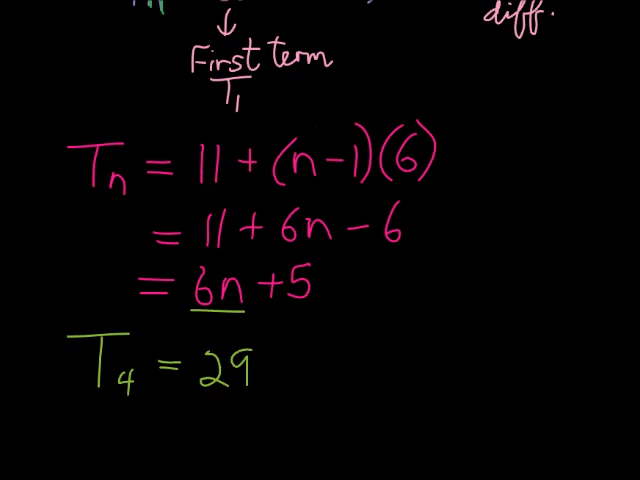 diff.
First term
T₁
Tₙ = 11 + (n - 1)(6)
= 11 + 6n - 6
= 6n + 5
T₄ = 29